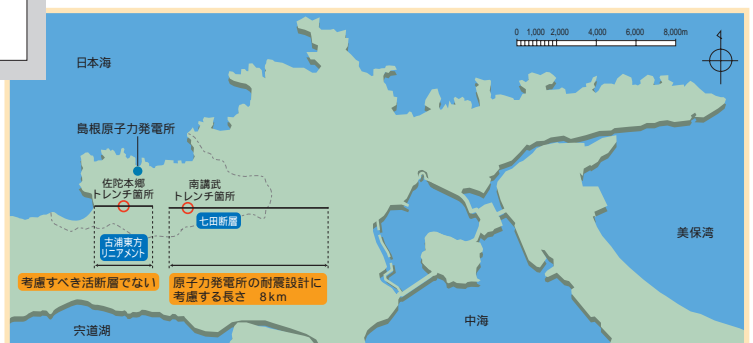 日本海
0 1,000 2,000 4,000 6,000 8,000m
島根原子力発電所
佐陀本郷
トレンチ箇所
南講武
トレンチ箇所
七田断層
古浦東方
リニアメント
美保湾
考慮すべき活断層でない
原子力発電所の耐震設計に
考慮する長さ 8km
中海
宍道湖